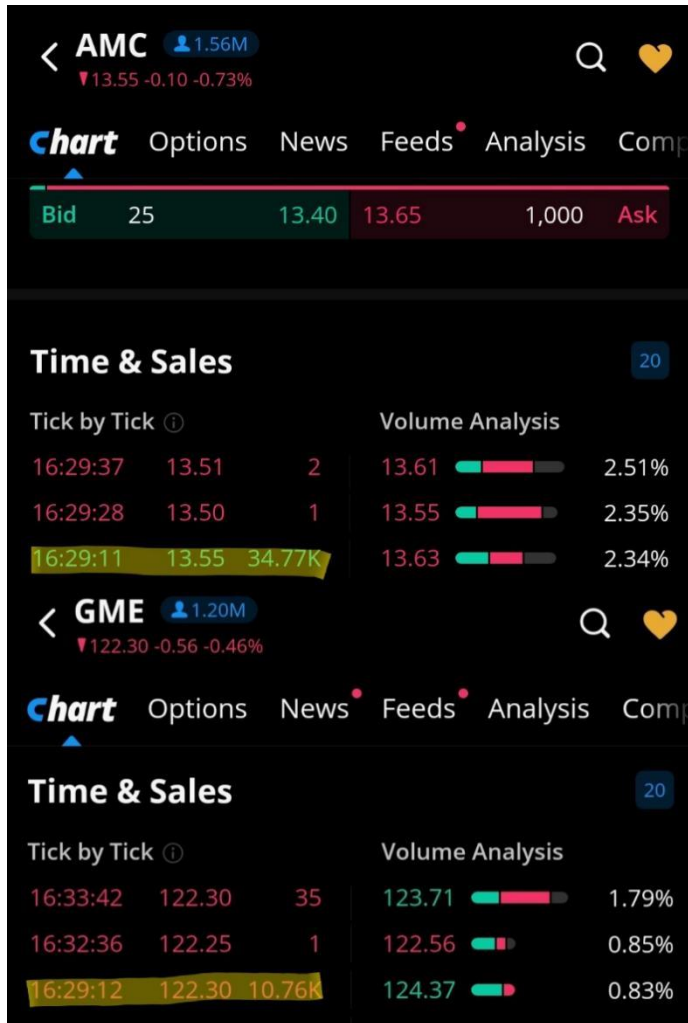 AMC 1.56M
13.55 -0.10 -0.73%
Chart Options News Feeds Analysis Comp
Bid 25 13.40 13.65 1,000 Ask
Time & Sales 20
Tick by Tick Volume Analysis
16:29:37 13.51 2 13.61 2.51%
16:29:28 13.50 1 13.55 2.35%
16:29:11 13.55 34.77K 13.63 2.34%
GME 1.20M
122.30 -0.56 -0.46%
Chart Options News Feeds Analysis Comp
Time & Sales 20
Tick by Tick Volume Analysis
16:33:42 122.30 35 123.71 1.79%
16:32:36 122.25 1 122.56 0.85%
16:29:12 122.30 10.76K 124.37 0.83%